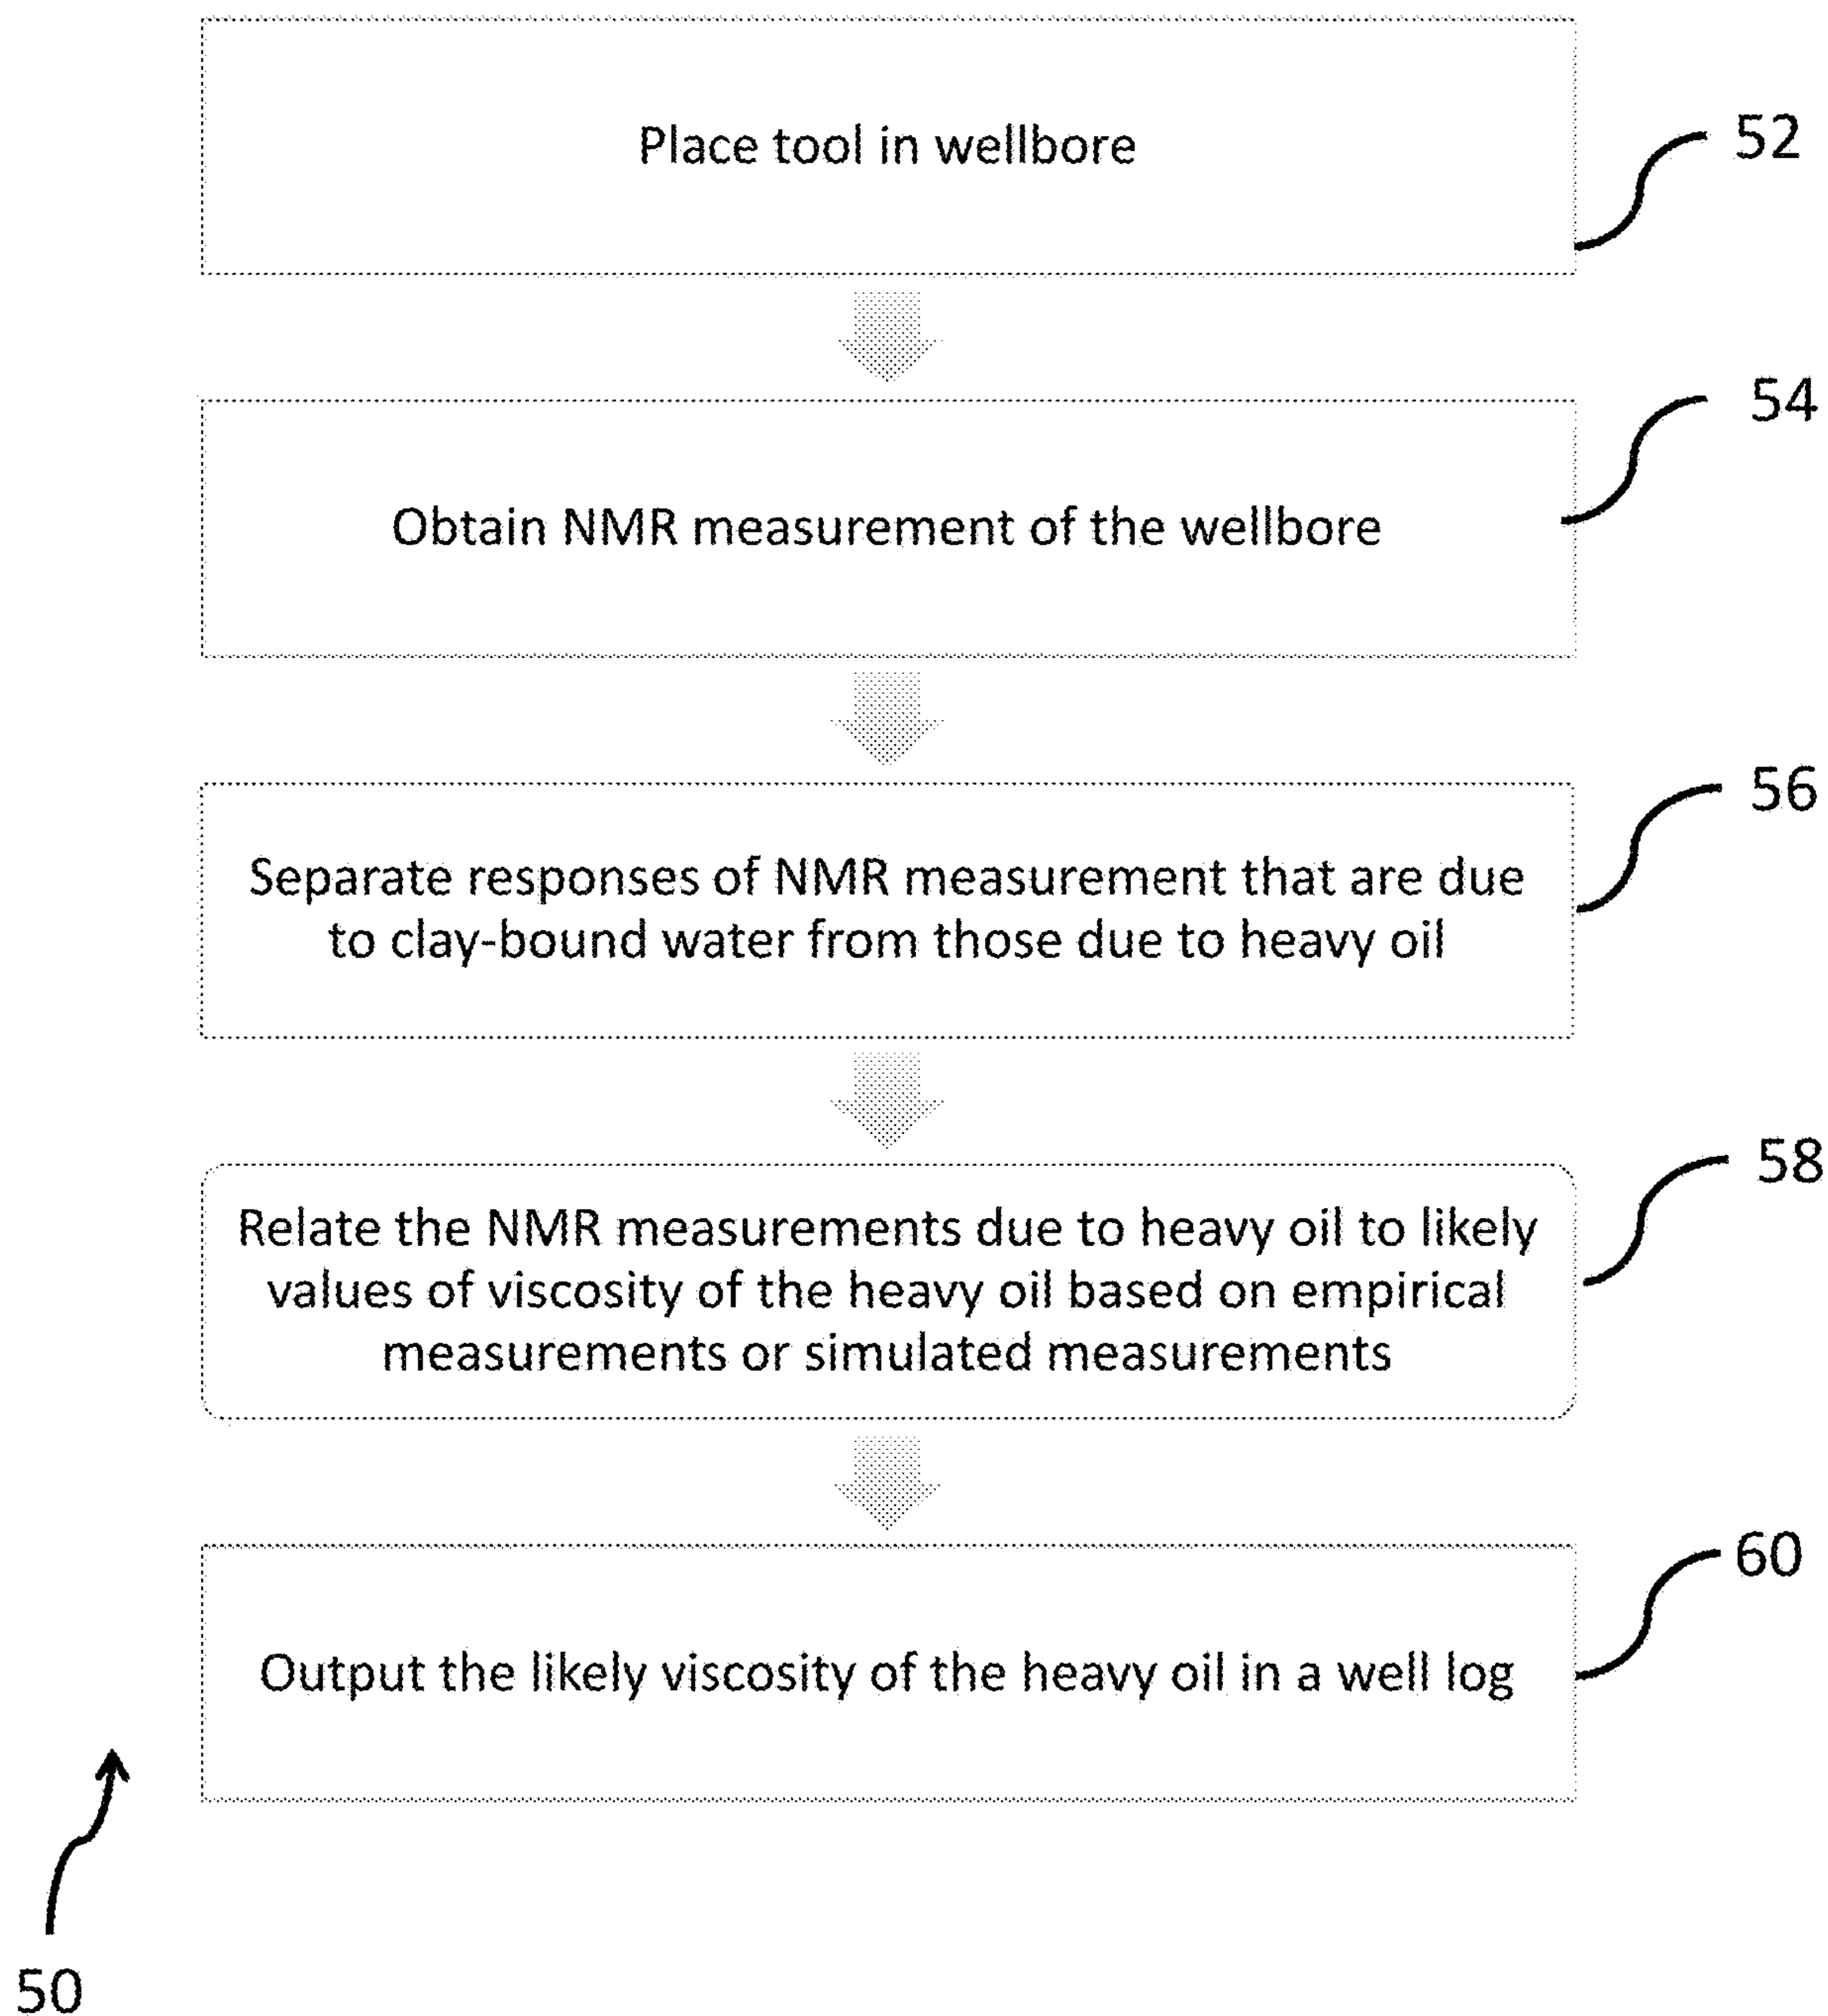 Place tool in wellbore
52
Obtain NMR measurement of the wellbore
54
Separate responses of NMR measurement that are due
to clay-bound water from those due to heavy oil
56
Relate the NMR measurements due to heavy oil to likely
values of viscosity of the heavy oil based on empirical
measurements or simulated measurements
58
Output the likely viscosity of the heavy oil in a well log
60
50